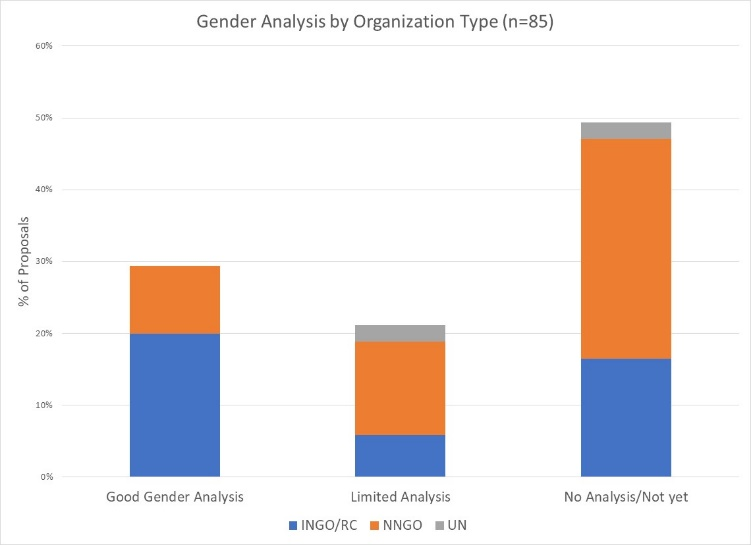 Gender Analysis by Organization Type (n=85)
60%
50%
40%
30%
20%
10%
0%
% of Proposals
Good Gender Analysis
Limited Analysis
No Analysis/Not yet
INGO/RC
NNGO
UN